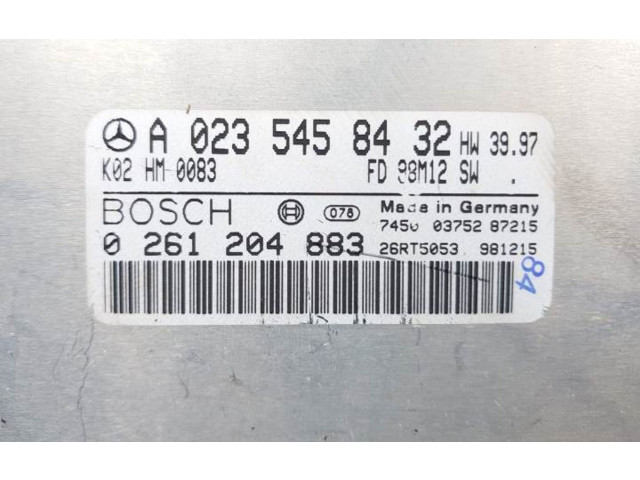 A 023 545 84 32 HW 39.97
K02 HM-0083 FD 98M12 SW .
BOSCH 078 Made in Germany
7450 03752 87215
0 261 204 883 26RT5053 981215
84